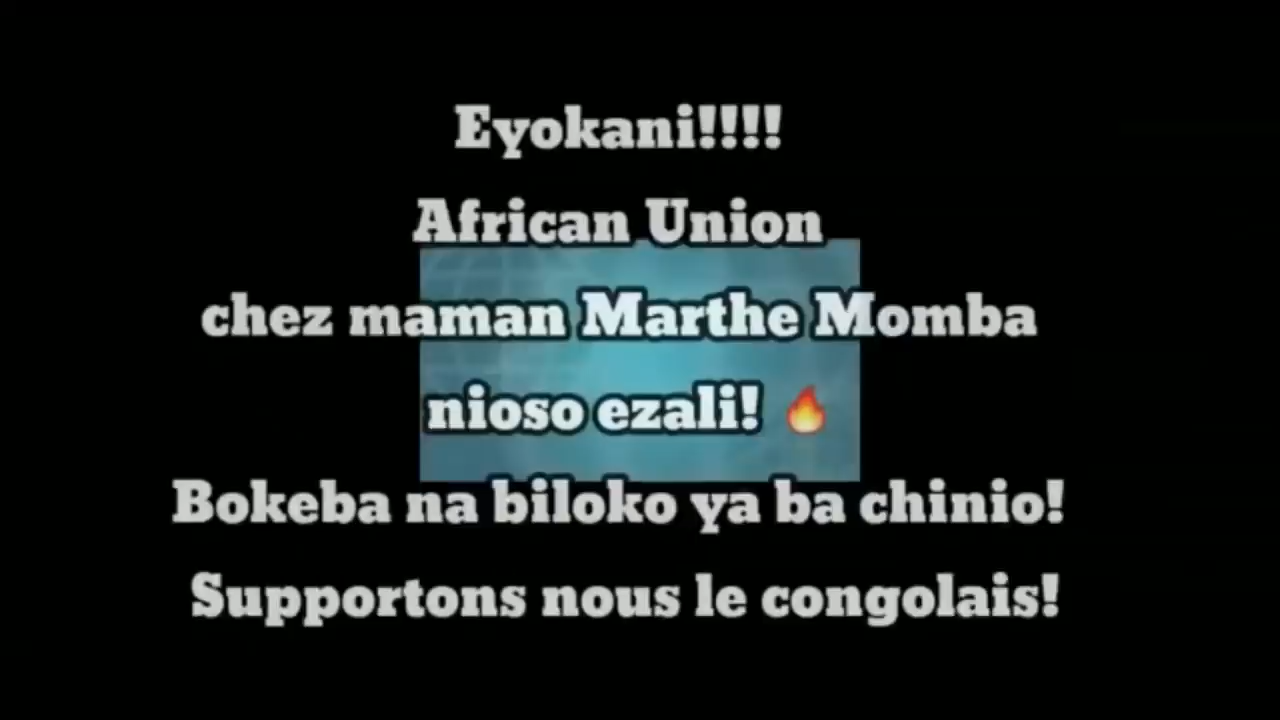 Eyokani!!!!
African Union
chez maman Marthe Momba
nioso ezali! 🔥
Bokeba na biloko ya ba chinio!
Supportons nous le congolais!